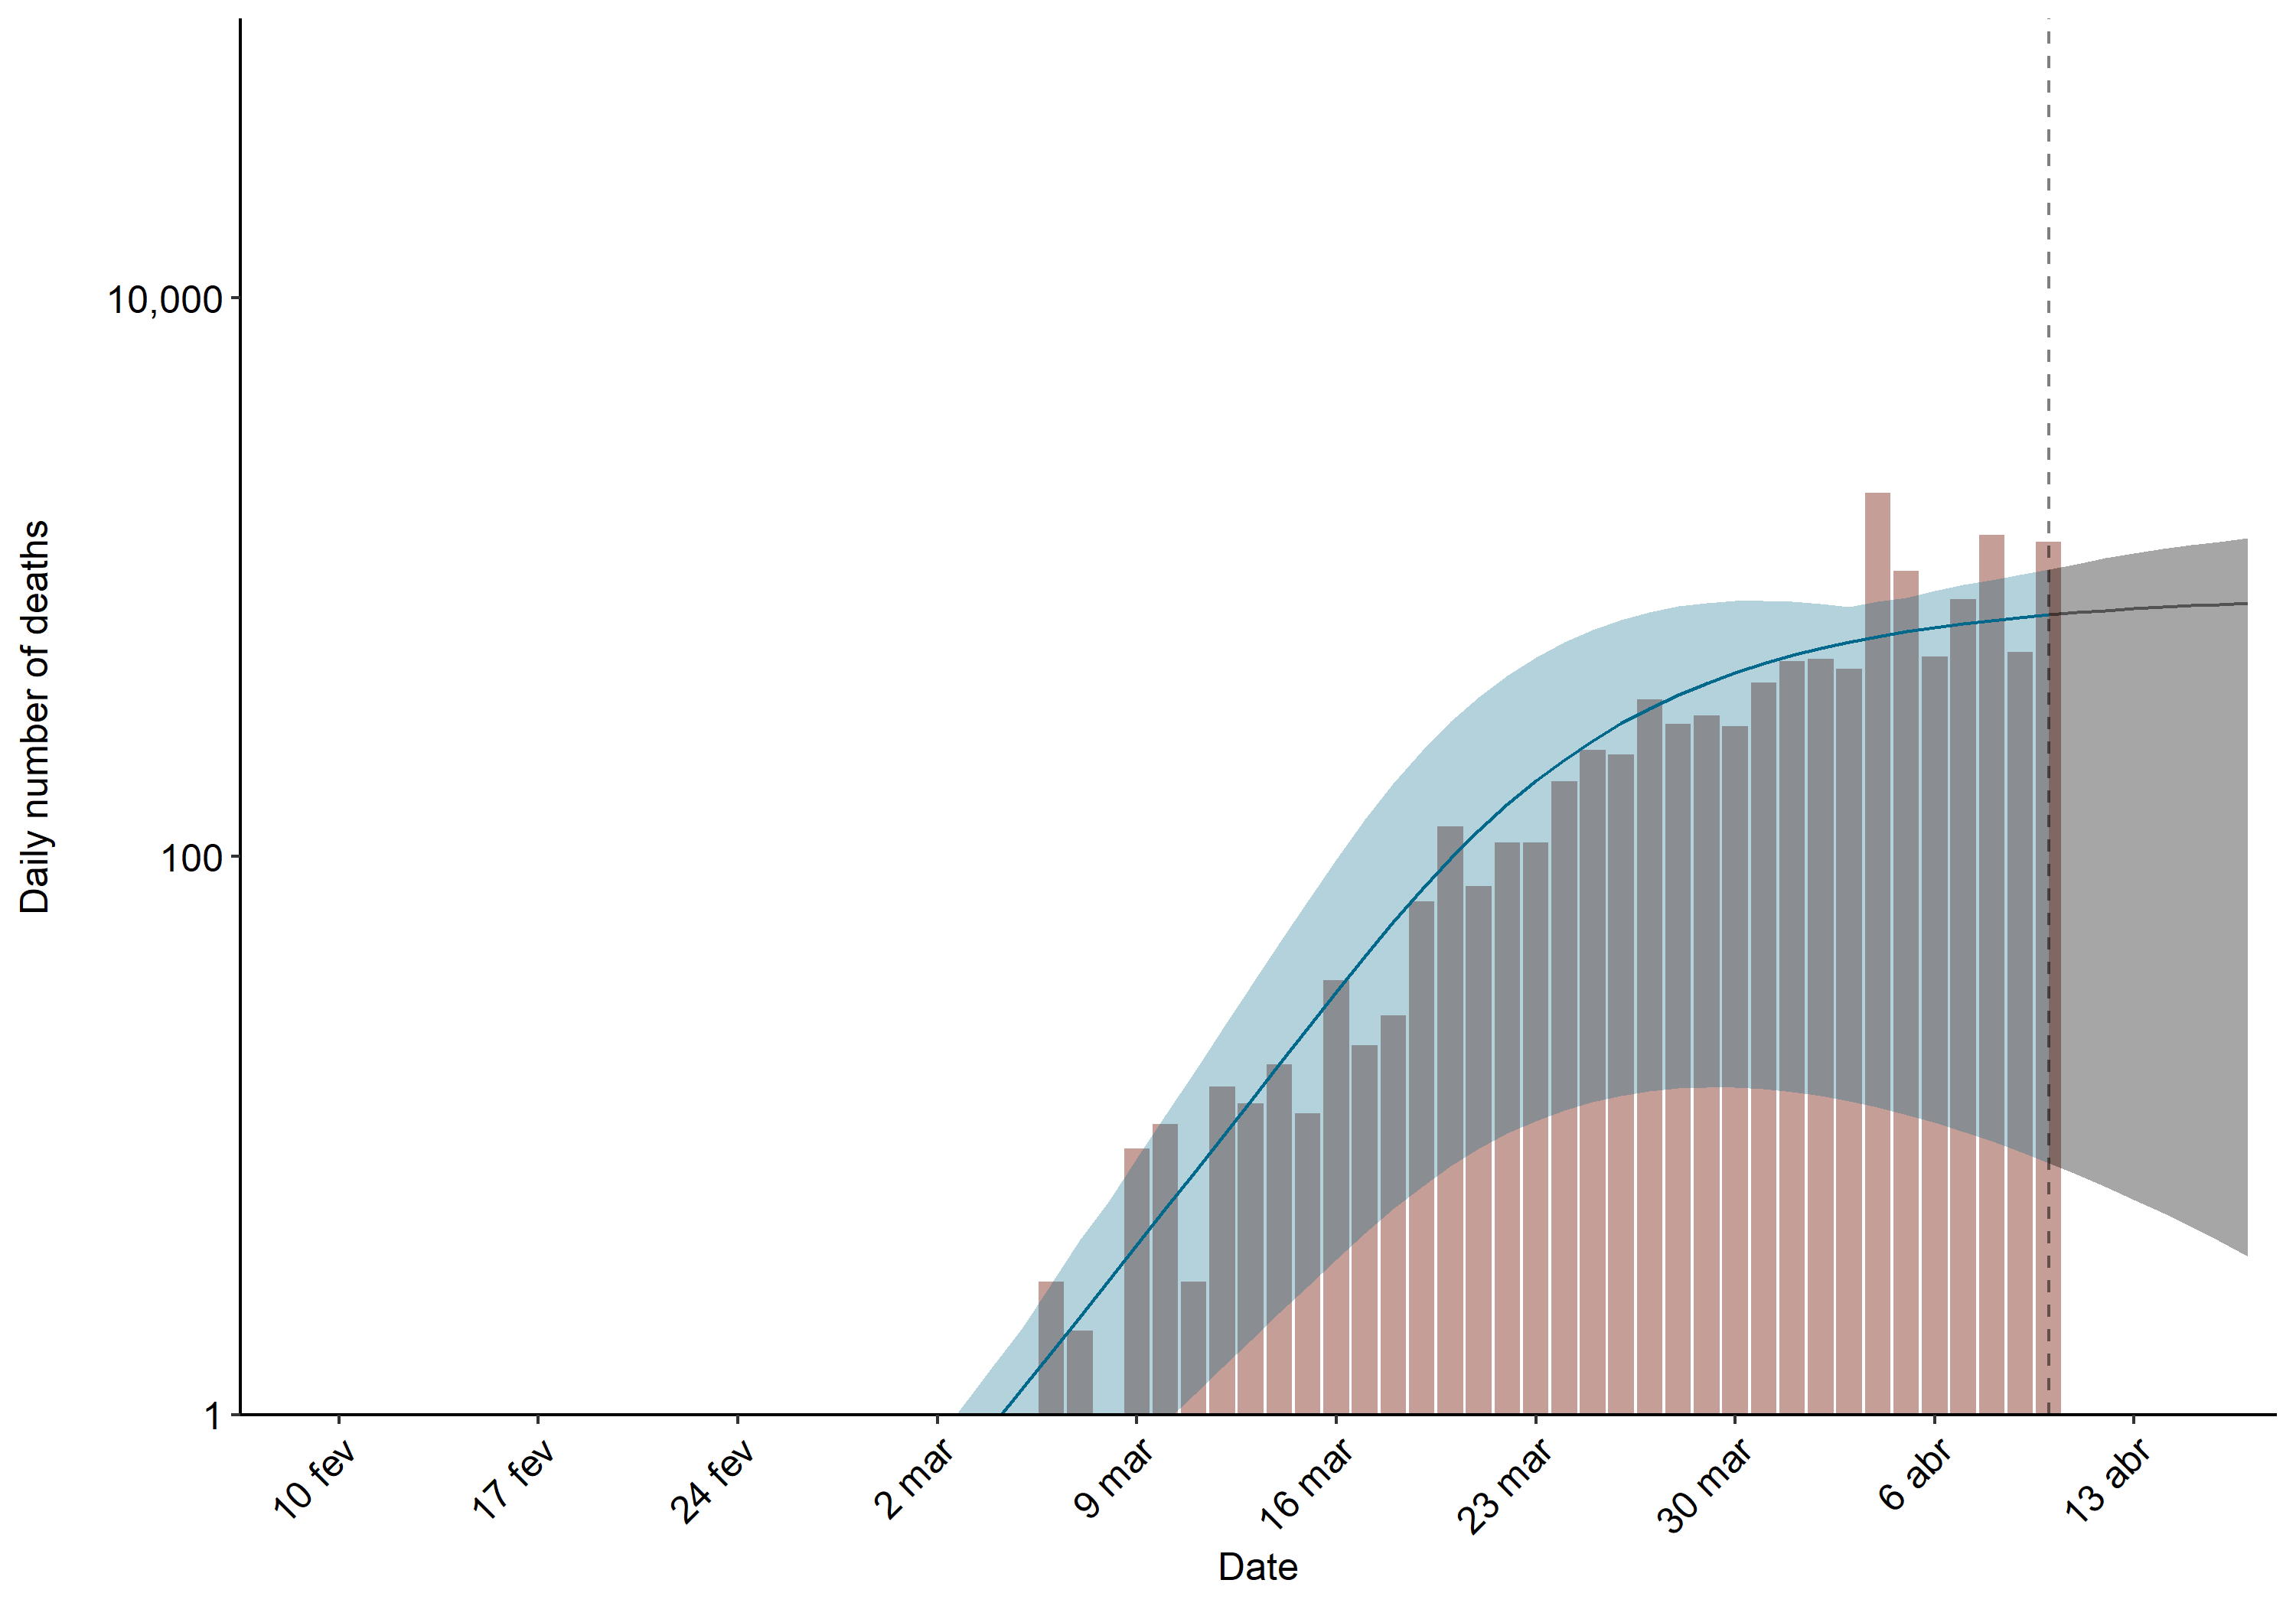 Daily number of deaths
10,000
100
1
10 fev
17 fev
24 fev
2 mar
9 mar
16 mar
23 mar
30 mar
6 abr
13 abr
Date